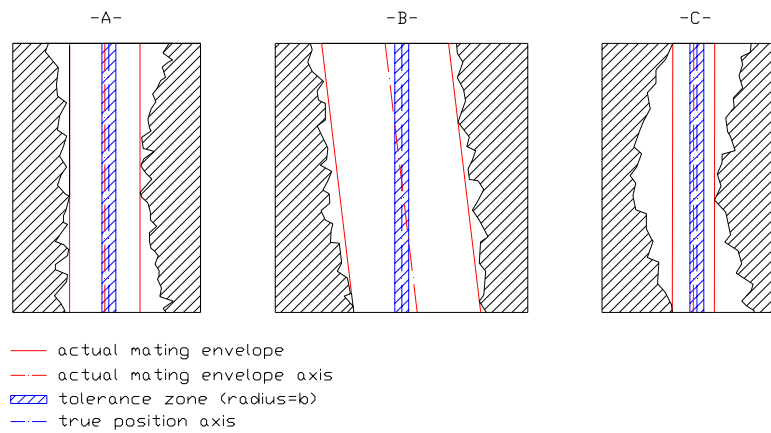 -A-
-B-
-C-
actual mating envelope
actual mating envelope axis
tolerance zone (radius=b)
true position axis